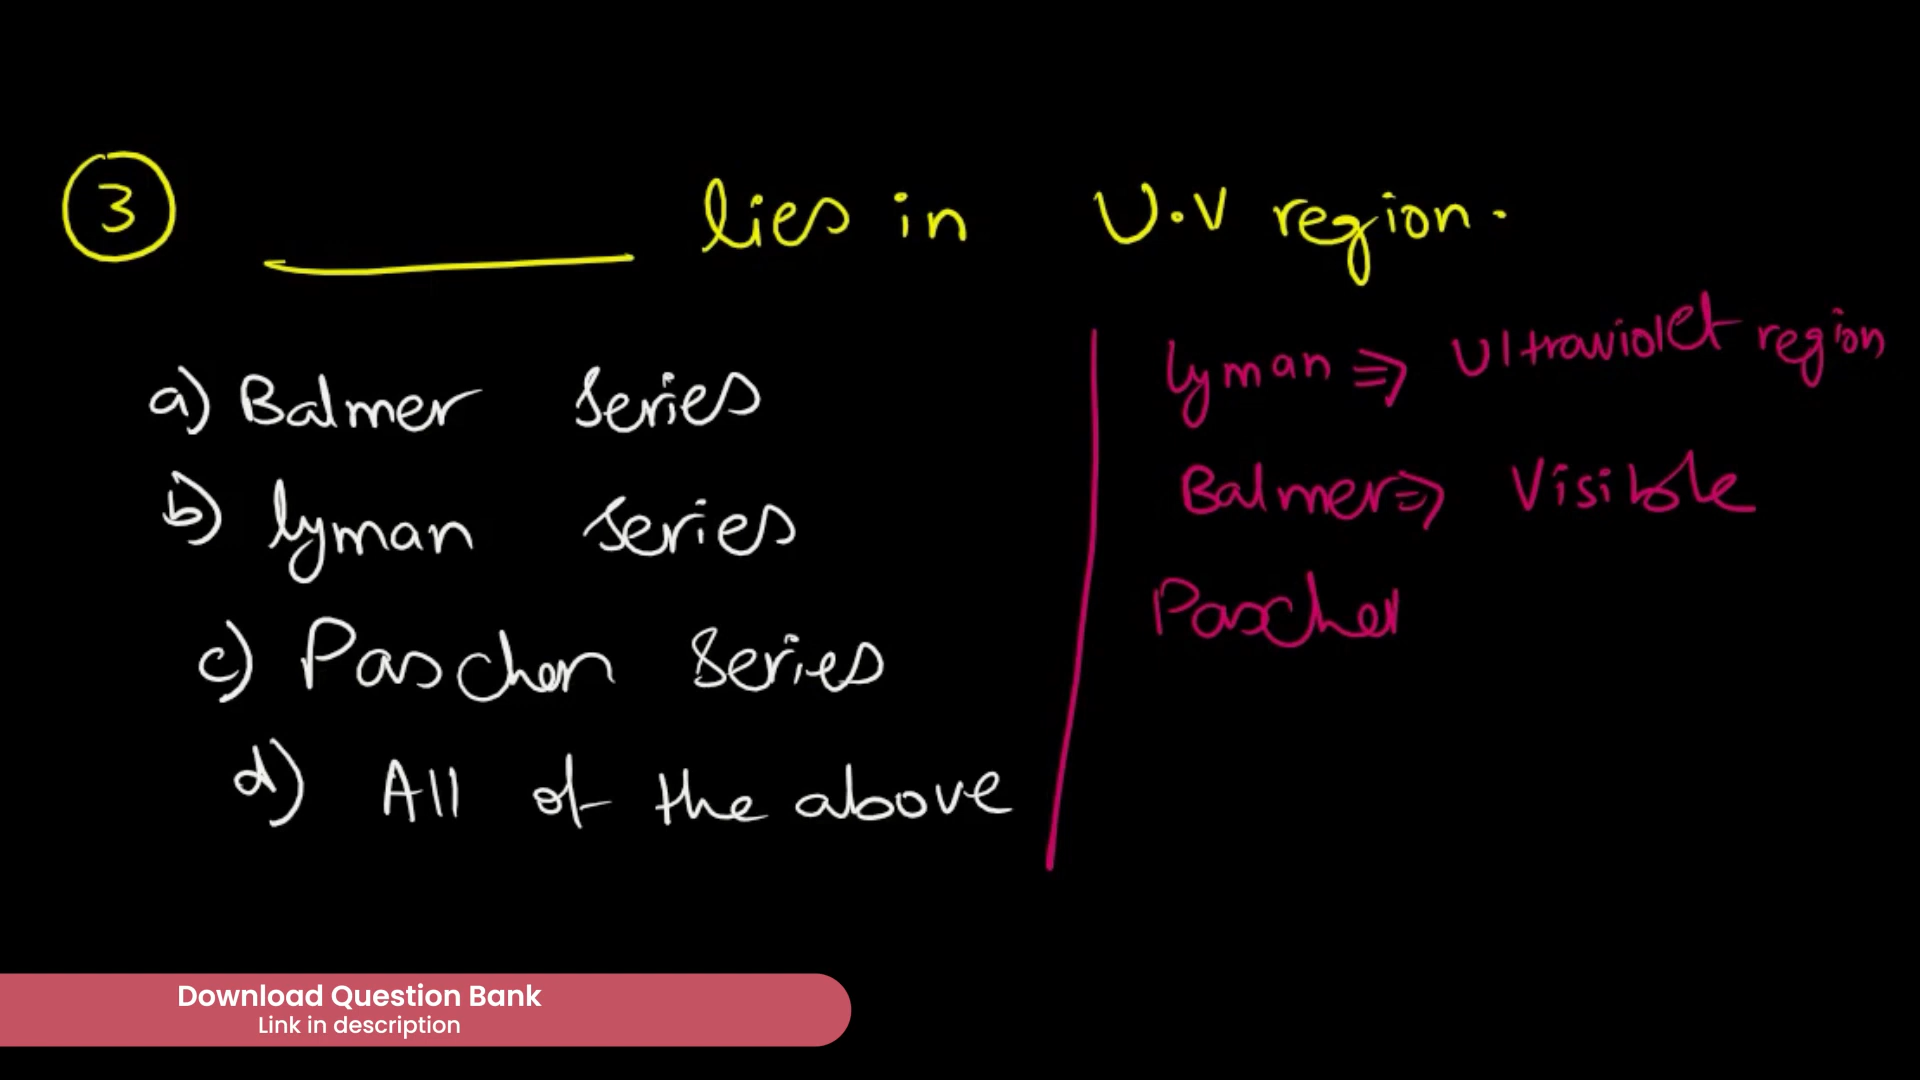 3 ________ lies in U.V region.
a) Balmer series
b) lyman series
c) Paschen series
d) All of the above
lyman ⇒ Ultraviolet region
Balmer ⇒ Visible
Paschen
Download Question Bank
Link in description